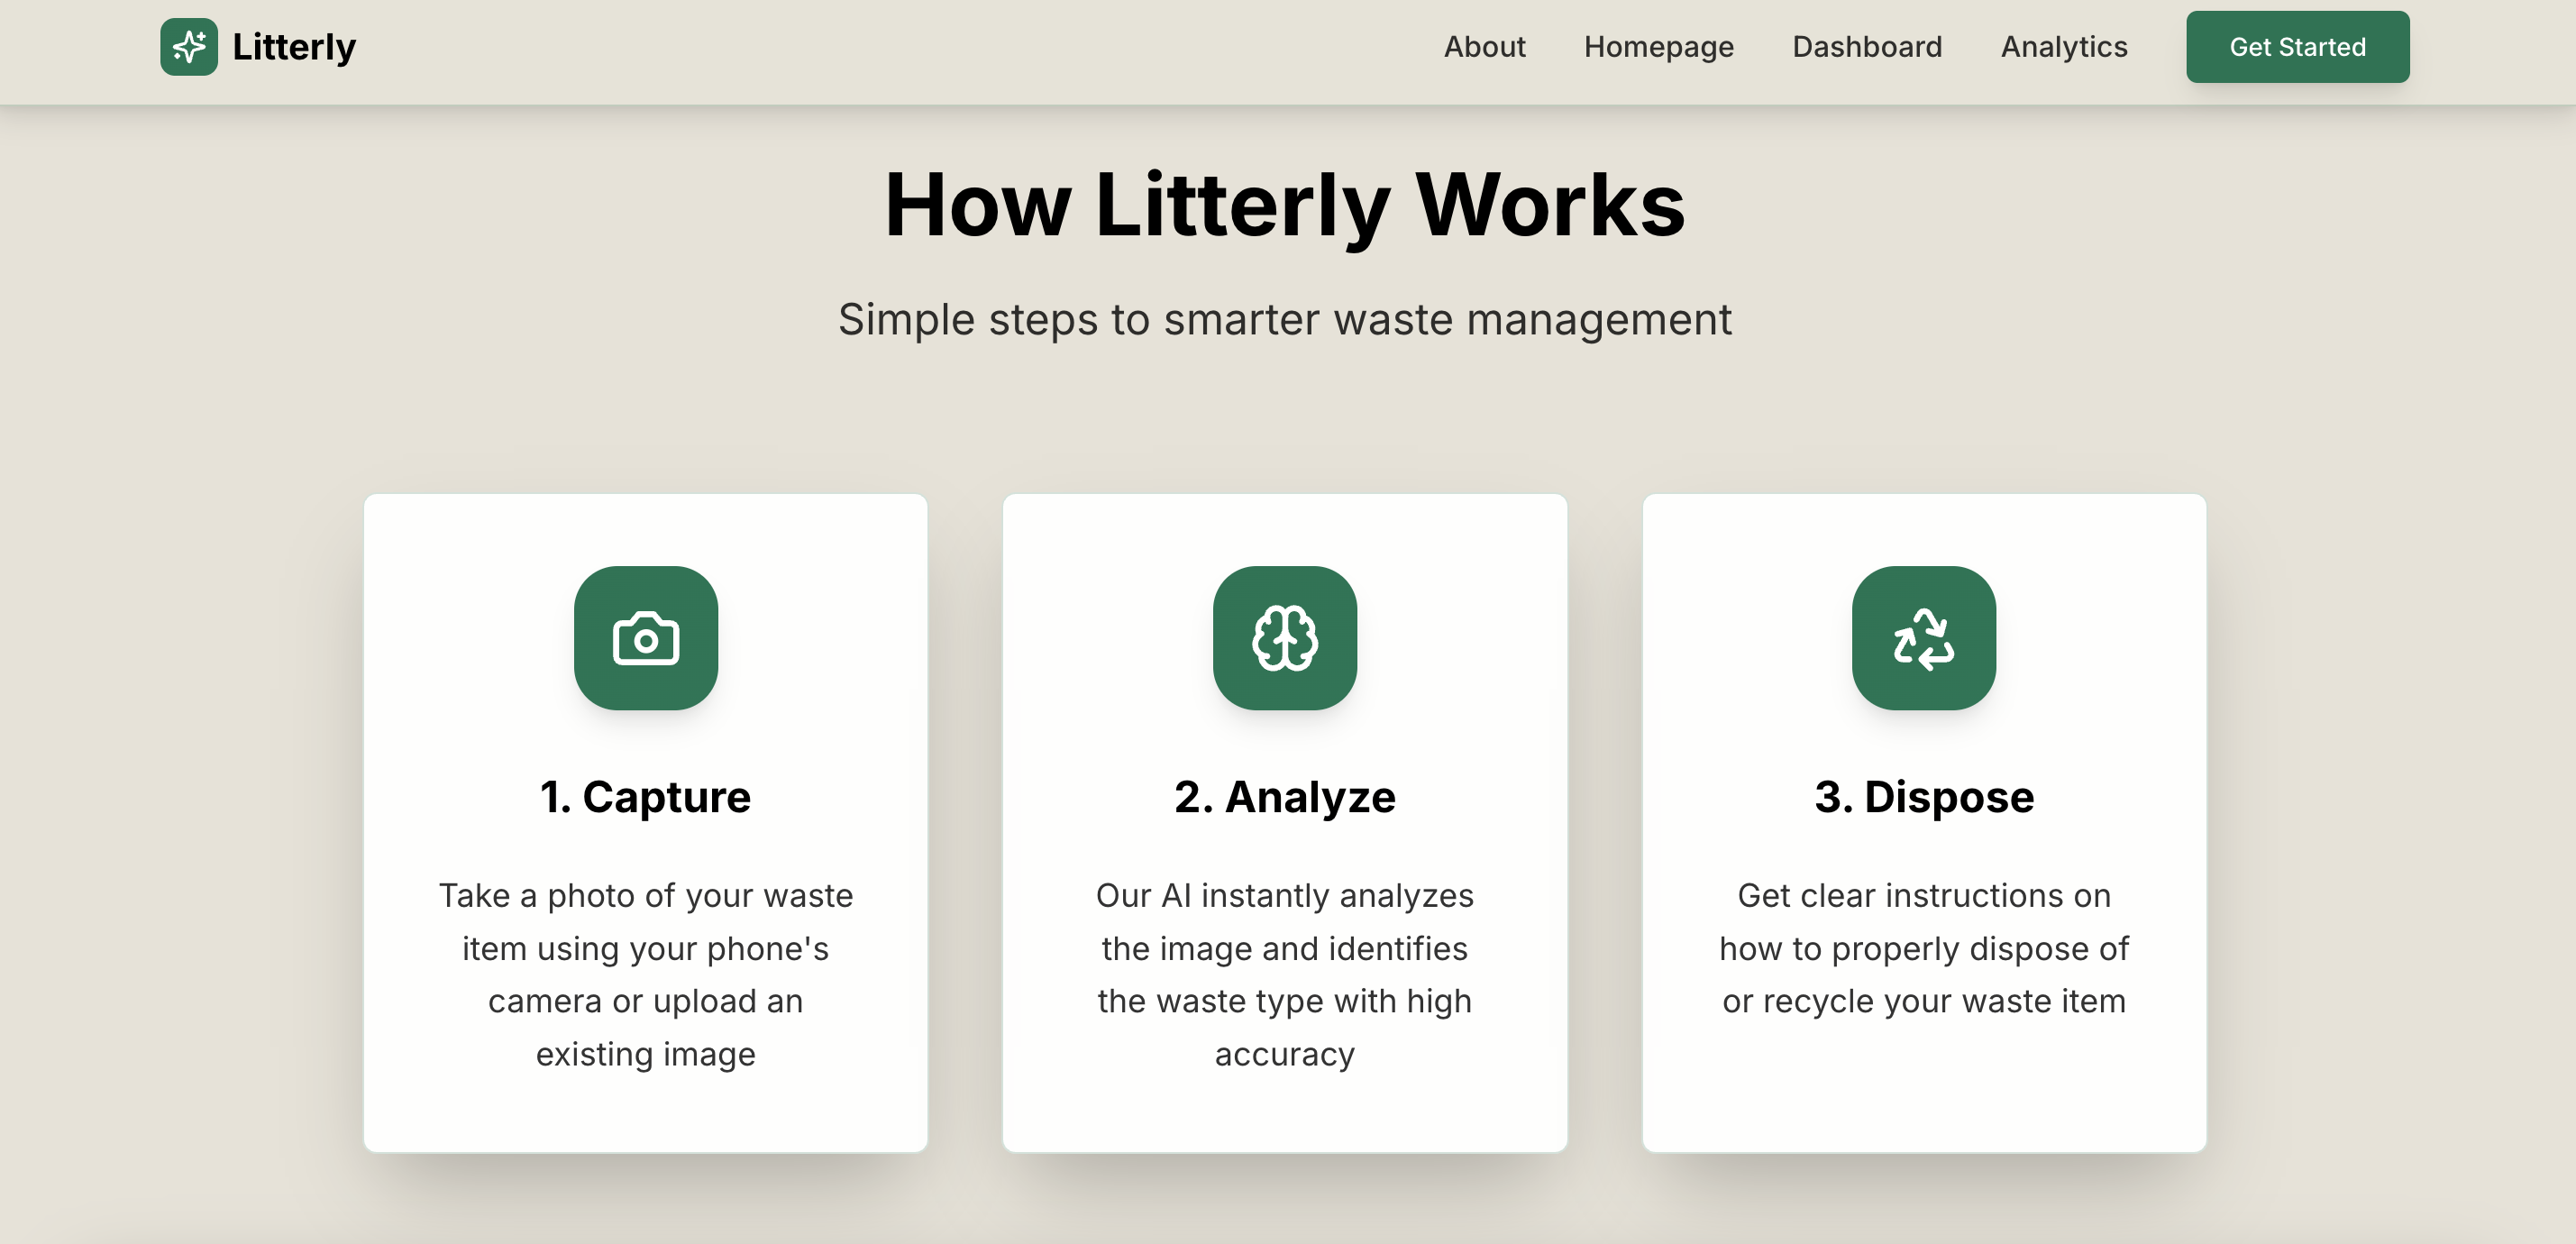 Litterly
About Homepage Dashboard Analytics Get Started
How Litterly Works
Simple steps to smarter waste management
1. Capture
Take a photo of your waste
item using your phone's
camera or upload an
existing image
2. Analyze
Our AI instantly analyzes
the image and identifies
the waste type with high
accuracy
3. Dispose
Get clear instructions on
how to properly dispose of
or recycle your waste item